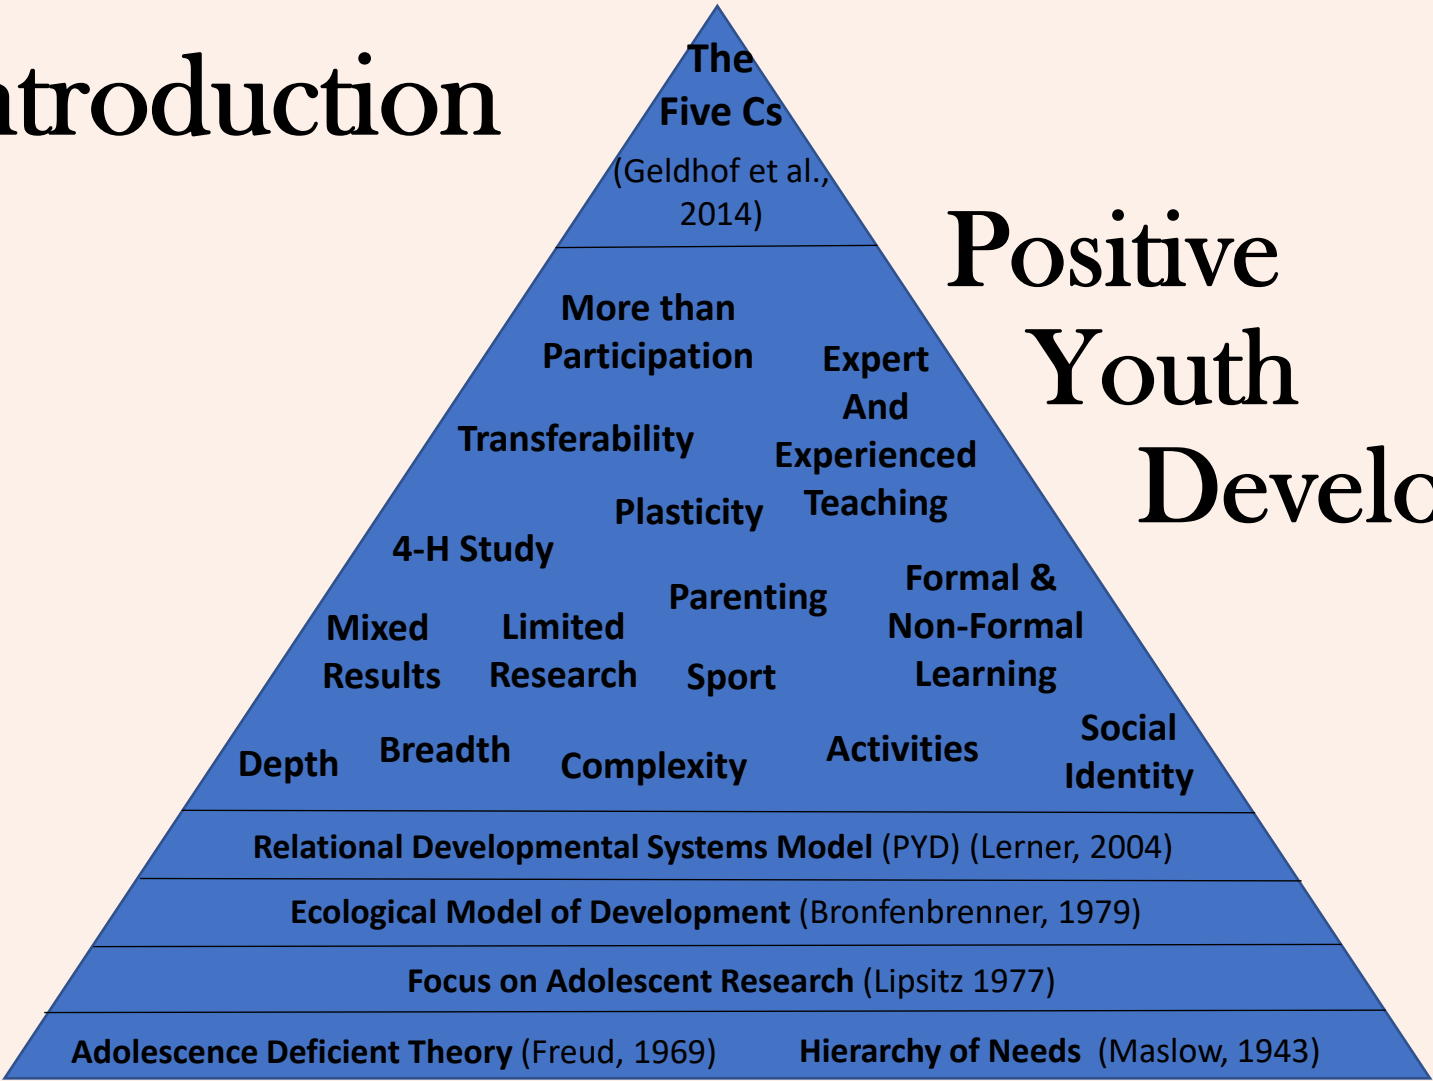 ntroduction
The
Five Cs
(Geldhof et al.,
2014)
Positive
Youth
Develo
More than
Participation
Expert
And
Experienced
Teaching
Transferability
Plasticity
4-H Study
Parenting
Formal &
Non-Formal
Learning
Mixed
Results
Limited
Research
Sport
Social
Identity
Depth
Breadth
Complexity
Activities
Relational Developmental Systems Model (PYD) (Lerner, 2004)
Ecological Model of Development (Bronfenbrenner, 1979)
Focus on Adolescent Research (Lipsitz 1977)
Adolescence Deficient Theory (Freud, 1969)
Hierarchy of Needs (Maslow, 1943)